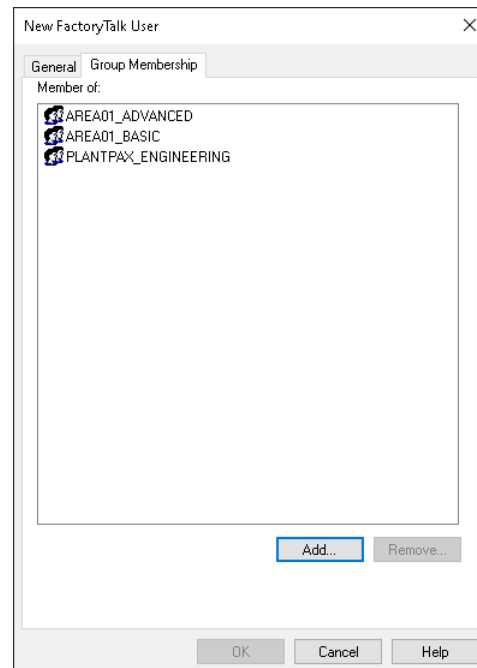 New FactoryTalk User
General Group Membership
Member of:
AREA01_ADVANCED
AREA01_BASIC
PLANTPAX_ENGINEERING
Add... Remove...
OK Cancel Help